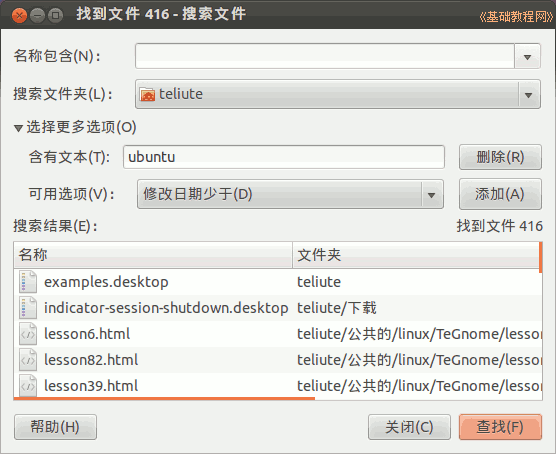 找到文件 416 - 搜索文件
《基础教程网》
名称包含(N)：
搜索文件夹(L)： teliute
选择更多选项(O)
含有文本(T): ubuntu 删除(R)
可用选项(V)： 修改日期少于(D) 添加(A)
搜索结果(E)： 找到文件 416
名称 文件夹
examples.desktop teliute
indicator-session-shutdown.desktop teliute/下载
lesson6.html teliute/公共的/linux/TeGnome/lesson
lesson82.html teliute/公共的/linux/TeGnome/lesson
lesson39.html teliute/公共的/linux/TeGnome/lesson
帮助(H) 关闭(C) 查找(F)